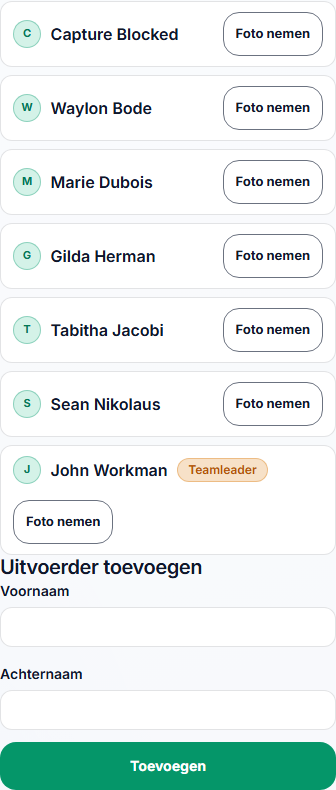 C Capture Blocked Foto nemen
W Waylon Bode Foto nemen
M Marie Dubois Foto nemen
G Gilda Herman Foto nemen
T Tabitha Jacobi Foto nemen
S Sean Nikolaus Foto nemen
J John Workman Teamleader
Foto nemen
Uitvoerder toevoegen
Voornaam
Achternaam
Toevoegen